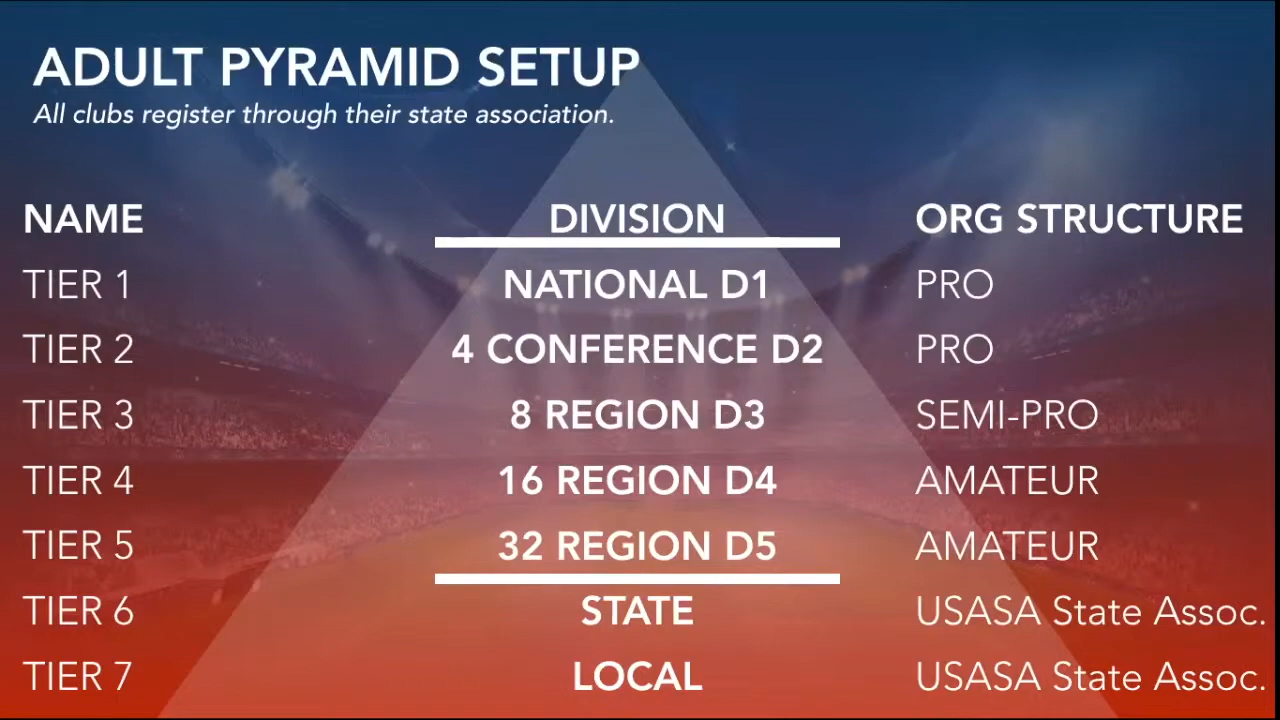 ADULT PYRAMID SETUP
All clubs register through their state association.
NAME DIVISION ORG STRUCTURE
TIER 1 NATIONAL D1 PRO
TIER 2 4 CONFERENCE D2 PRO
TIER 3 8 REGION D3 SEMI-PRO
TIER 4 16 REGION D4 AMATEUR
TIER 5 32 REGION D5 AMATEUR
TIER 6 STATE USASA State Assoc.
TIER 7 LOCAL USASA State Assoc.